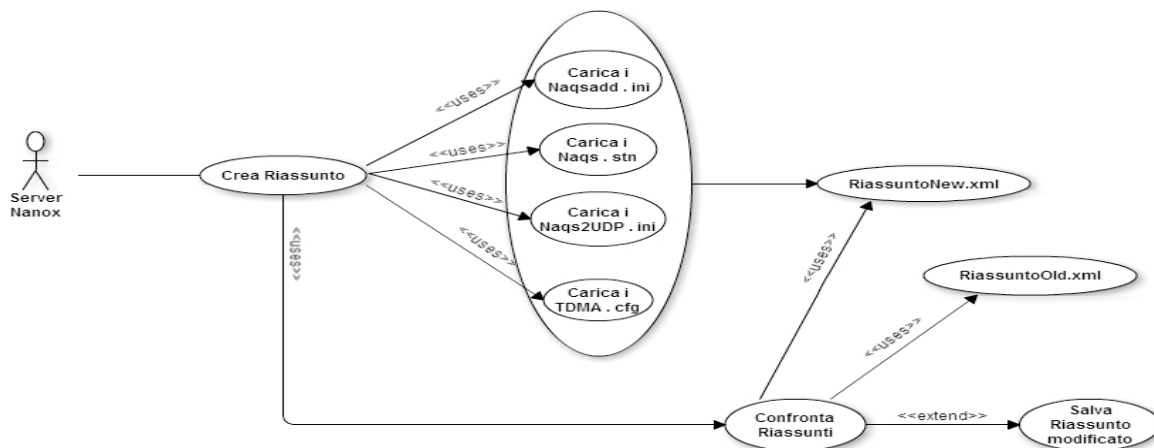 Server
Nanox
Crea Riassunto
<<uses>>
<<uses>>
<<uses>>
<<uses>>
<<uses>>
Carica i
Naqsadd . ini
Carica i
Naqs . stn
Carica i
Naqs2UDP . ini
Carica i
TDMA . cfg
RiassuntoNew.xml
<<uses>>
RiassuntoOld.xml
<<uses>>
Confronta
Riassunti
<<extend>>
Salva
Riassunto
modificato